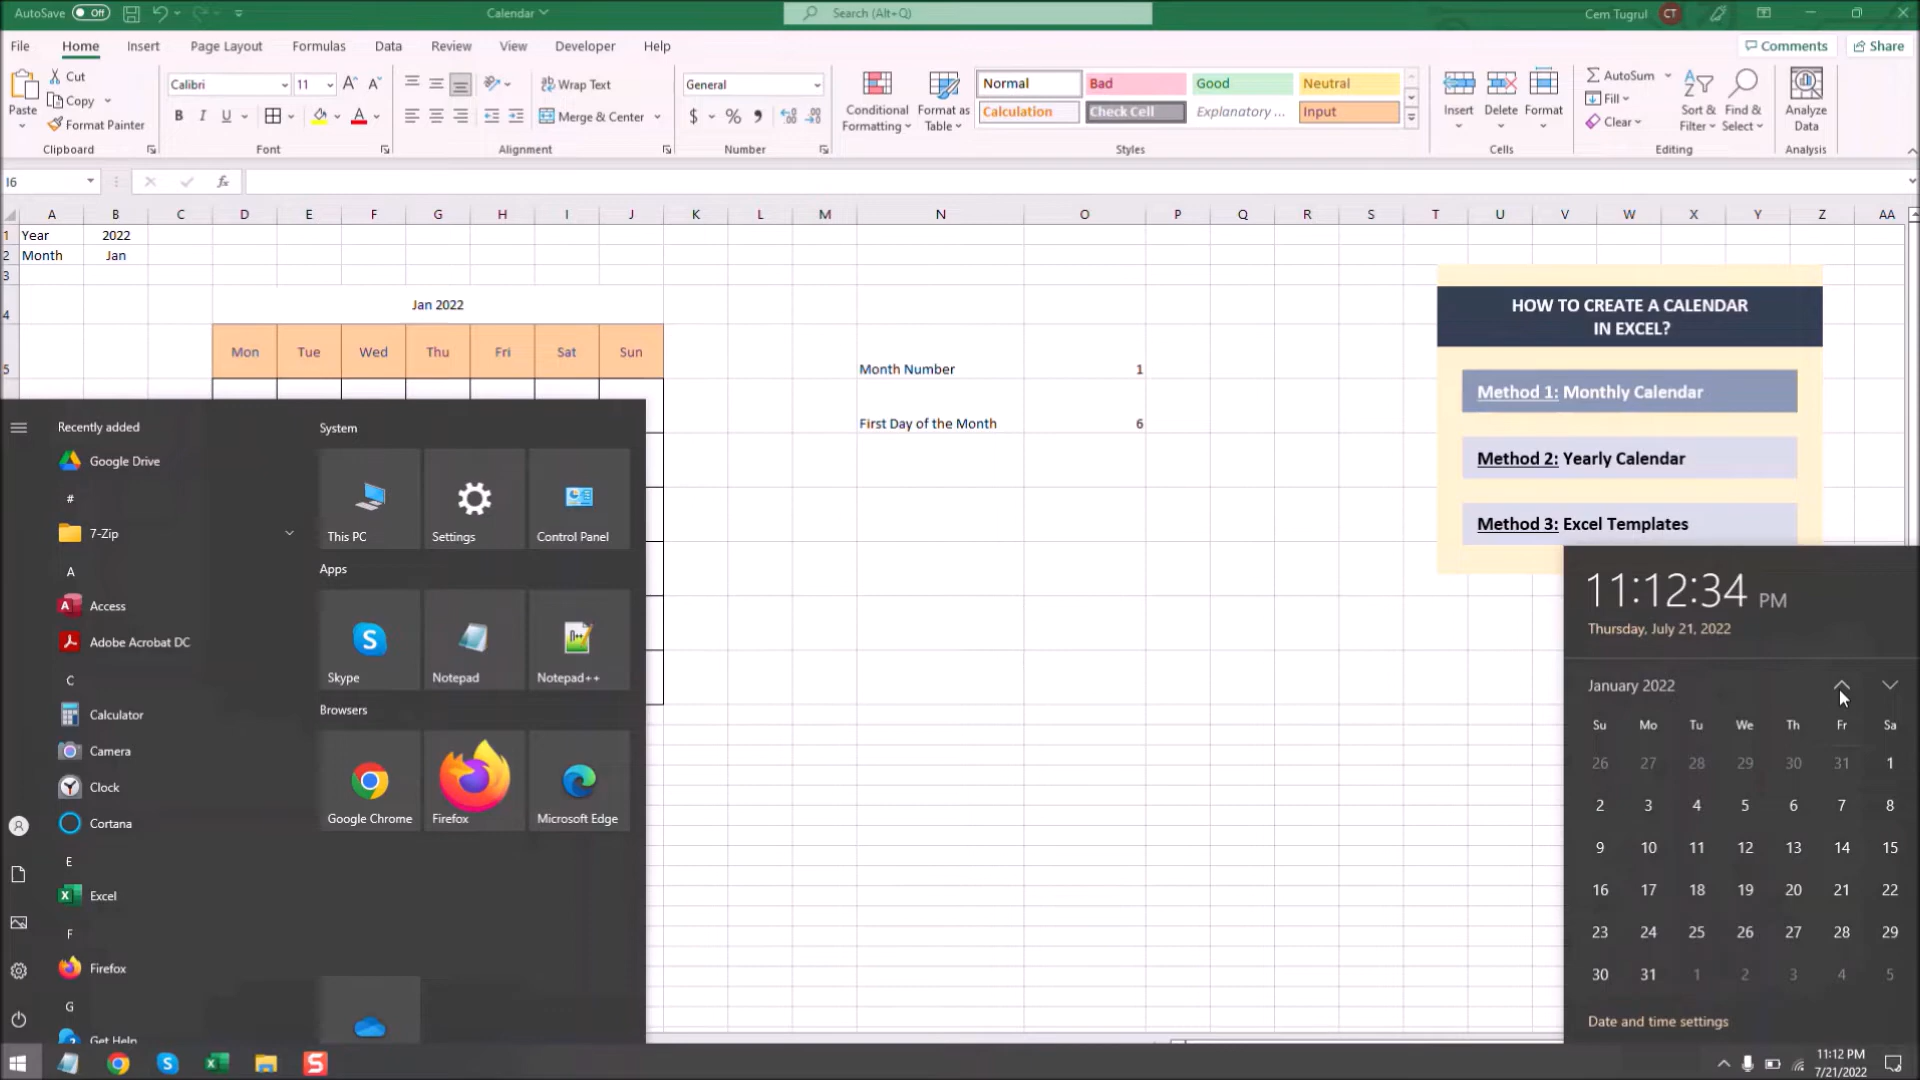 AutoSave Off
Calendar
Search (Alt+Q)
Cem Tugrul CT
File Home Insert Page Layout Formulas Data Review View Developer Help
Comments Share
Paste
Cut
Copy
Format Painter
Clipboard
Calibri 11
B I U
Font
Wrap Text
Merge & Center
Alignment
General
$ % ,
Number
Conditional Formatting
Format as Table
Normal Bad Good Neutral
Calculation Check Cell Explanatory ... Input
Styles
Insert Delete Format
Cells
AutoSum
Fill
Clear
Sort & Filter
Find & Select
Editing
Analyze Data
Analysis
I6
fx
A B C D E F G H I J K L M N O P Q R S T U V W X Y Z AA
1 Year 2022
2 Month Jan
3
4 Jan 2022
5 Mon Tue Wed Thu Fri Sat Sun
Month Number 1
First Day of the Month 6
HOW TO CREATE A CALENDAR
IN EXCEL?
Method 1: Monthly Calendar
Method 2: Yearly Calendar
Method 3: Excel Templates
Recently added
Google Drive
#
7-Zip
A
Access
Adobe Acrobat DC
C
Calculator
Camera
Clock
Cortana
E
Excel
F
Firefox
G
Get Help
System
This PC Settings Control Panel
Apps
Skype Notepad Notepad++
Browsers
Google Chrome Firefox Microsoft Edge
11:12:34 PM
Thursday, July 21, 2022
January 2022
Su Mo Tu We Th Fr Sa
26 27 28 29 30 31 1
2 3 4 5 6 7 8
9 10 11 12 13 14 15
16 17 18 19 20 21 22
23 24 25 26 27 28 29
30 31 1 2 3 4 5
Date and time settings
11:12 PM
7/21/2022